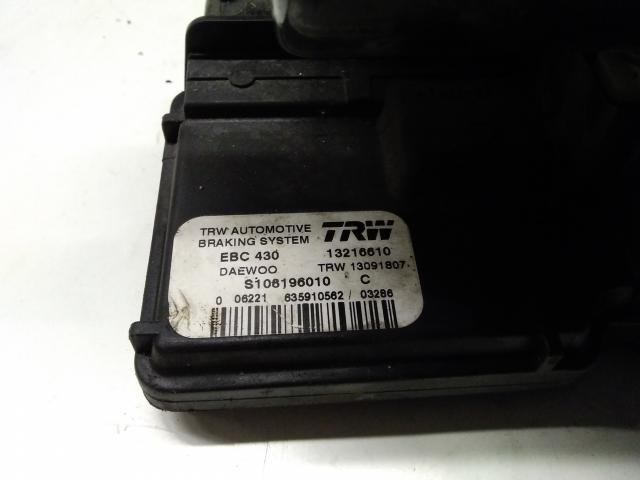 TRW AUTOMOTIVE BRAKING SYSTEM TRW
EBC 430 13216610
DAEWOO TRW 13091807
S106196010 C
0 06221 635910562 / 03286